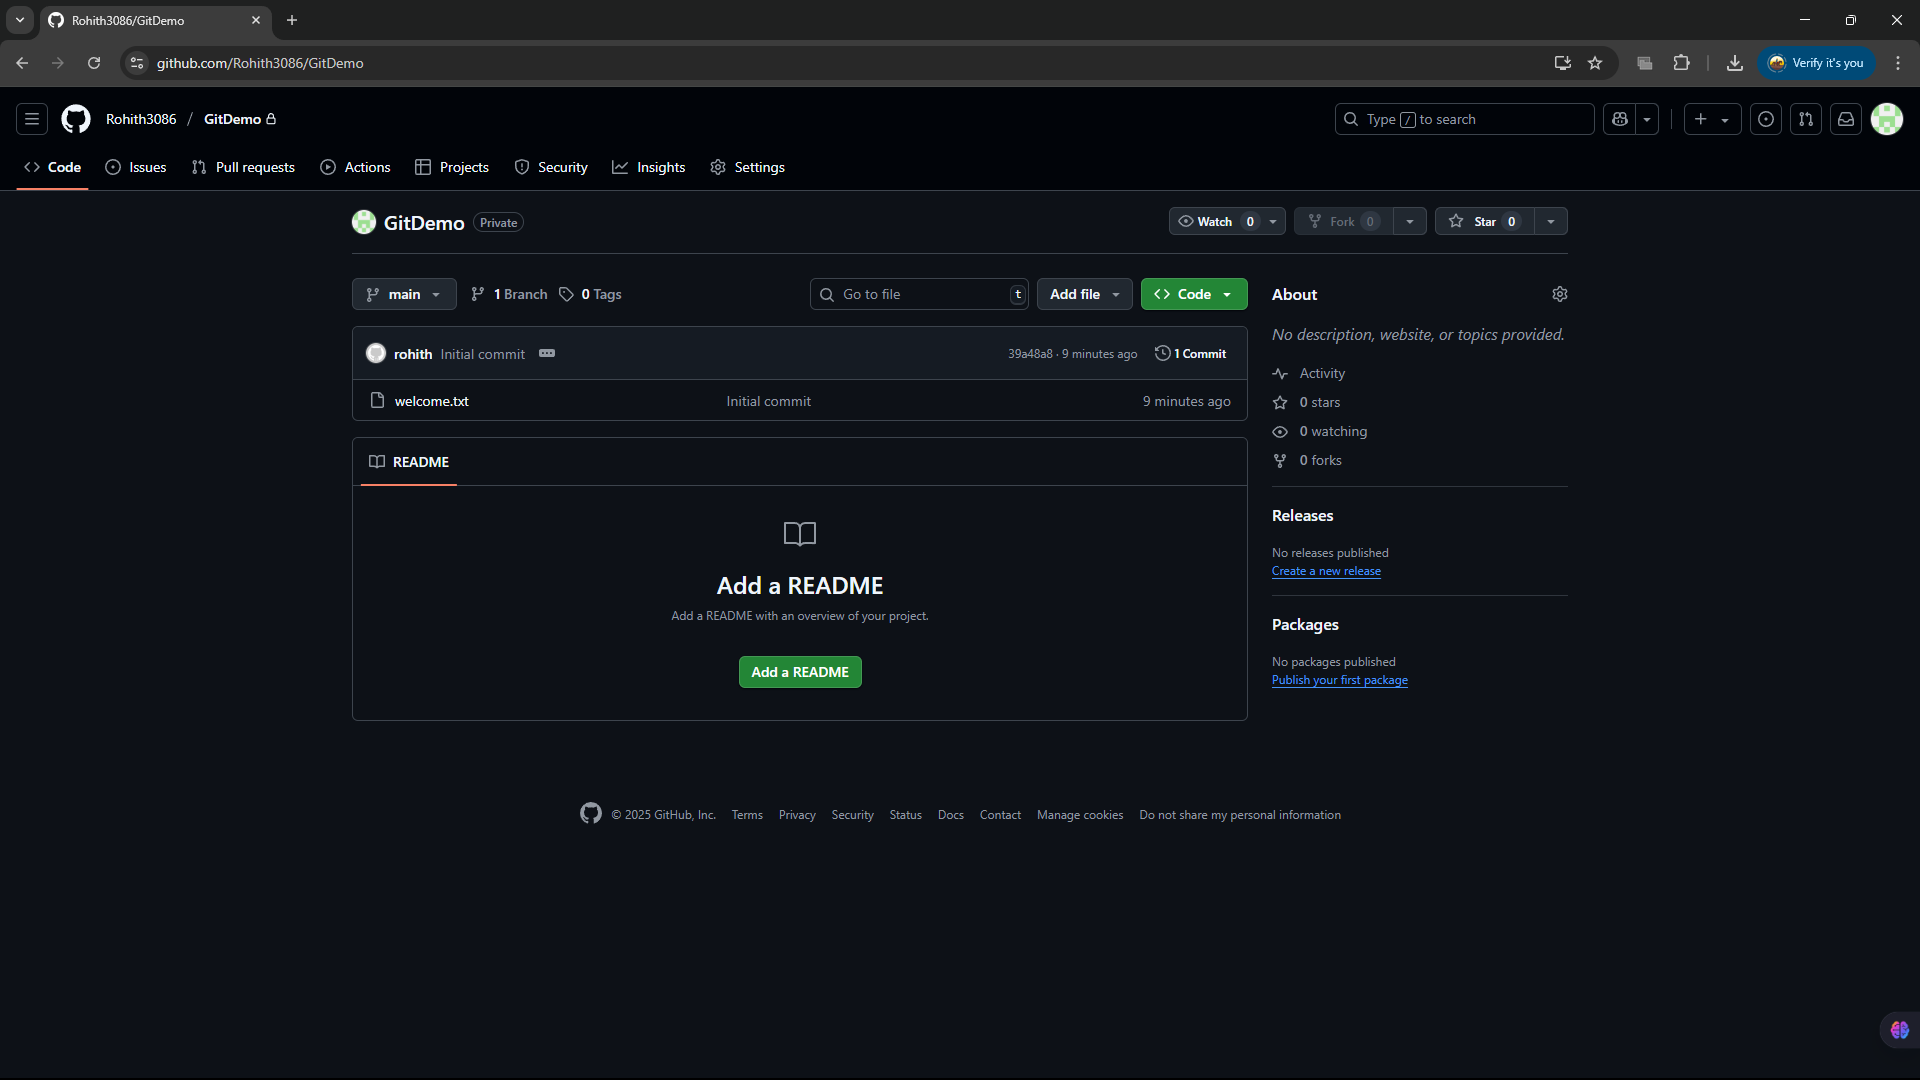 Rohith3086/GitDemo
github.com/Rohith3086/GitDemo
Verify it's you
Rohith3086 / GitDemo
Type / to search
Code Issues Pull requests Actions Projects Security Insights Settings
GitDemo Private
Watch 0 Fork 0 Star 0
main 1 Branch 0 Tags Go to file t Add file Code
rohith Initial commit 39a48a8 · 9 minutes ago 1 Commit
welcome.txt Initial commit 9 minutes ago
README
Add a README
Add a README with an overview of your project.
Add a README
About
No description, website, or topics provided.
Activity
0 stars
0 watching
0 forks
Releases
No releases published
Create a new release
Packages
No packages published
Publish your first package
© 2025 GitHub, Inc. Terms Privacy Security Status Docs Contact Manage cookies Do not share my personal information